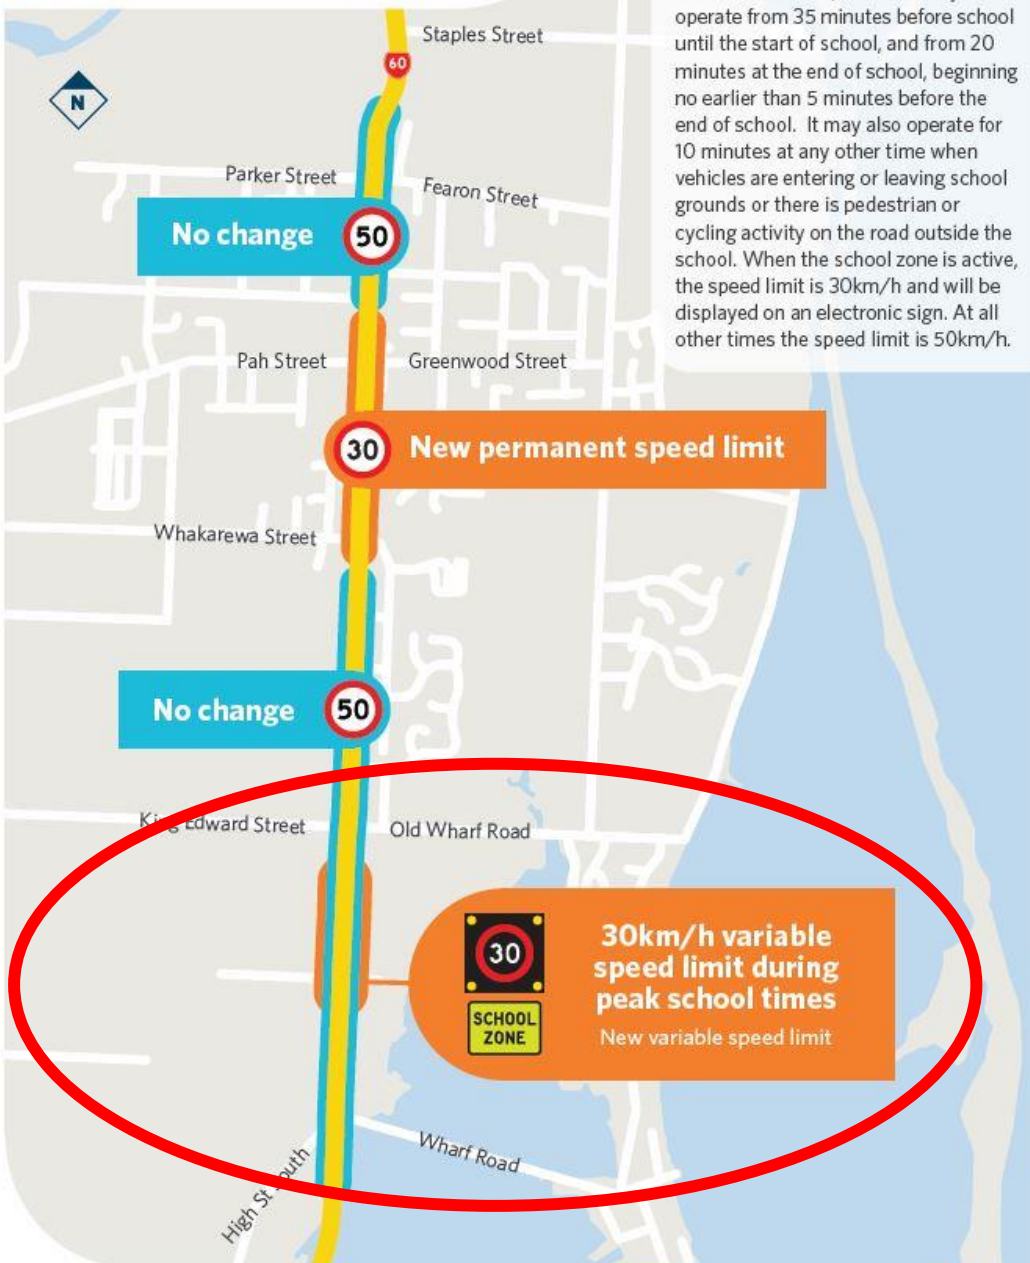 operate from 35 minutes before school
until the start of school, and from 20
minutes at the end of school, beginning
no earlier than 5 minutes before the
end of school. It may also operate for
10 minutes at any other time when
vehicles are entering or leaving school
grounds or there is pedestrian or
cycling activity on the road outside the
school. When the school zone is active,
the speed limit is 30km/h and will be
displayed on an electronic sign. At all
other times the speed limit is 50km/h.
Staples Street
60
N
Parker Street
Fearon Street
No change
50
Pah Street
Greenwood Street
30
New permanent speed limit
Whakarewa Street
No change
50
King Edward Street
Old Wharf Road
30
SCHOOL
ZONE
30km/h variable
speed limit during
peak school times
New variable speed limit
Wharf Road
High St South